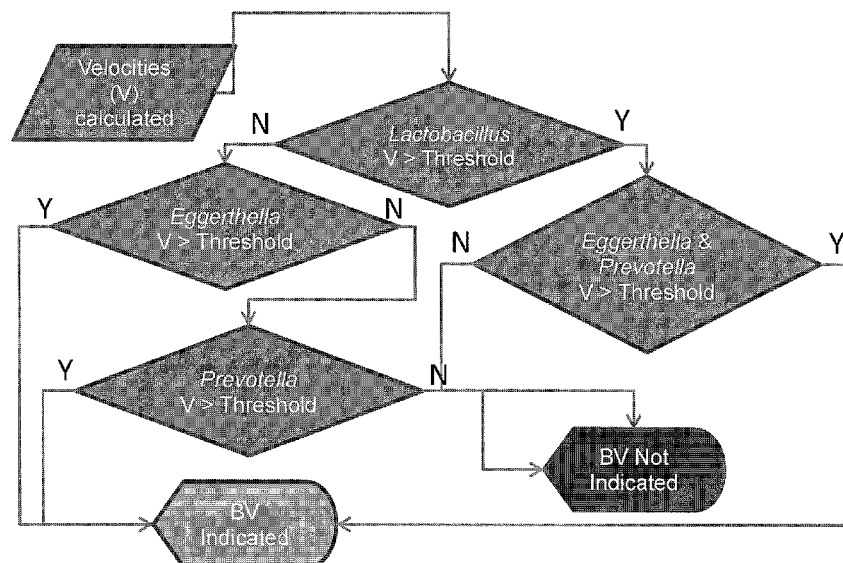 Velocities
(V)
calculated
N
Lactobacillus
V > Threshold
Y
Y
Eggerthella
V > Threshold
N
N
Eggerthella &
Prevotella
V > Threshold
Y
Y
Prevotella
V > Threshold
N
BV Not
Indicated
BV
Indicated